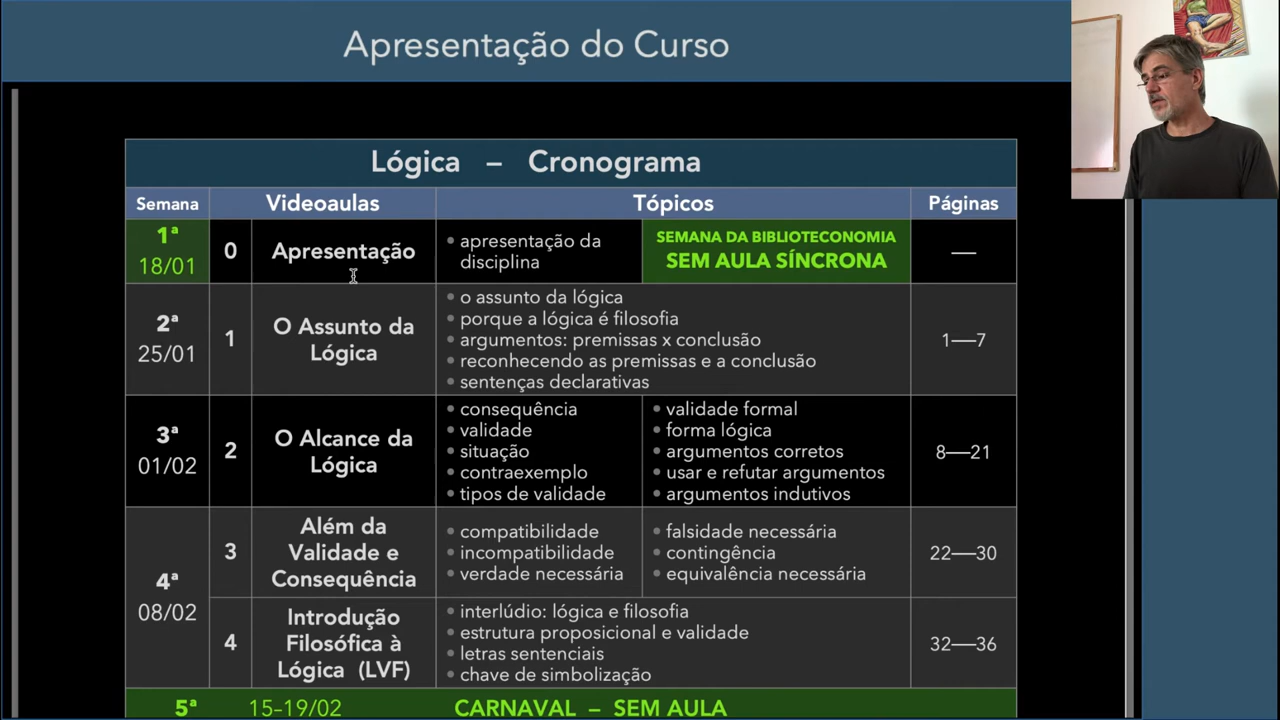 Apresentação do Curso
Lógica – Cronograma
Semana Videoaulas Tópicos Páginas
1ª
18/01
0
Apresentação
• apresentação da
disciplina
SEMANA DA BIBLIOTECONOMIA
SEM AULA SÍNCRONA
—
2ª
25/01
1
O Assunto da
Lógica
• o assunto da lógica
• porque a lógica é filosofia
• argumentos: premissas x conclusão
• reconhecendo as premissas e a conclusão
• sentenças declarativas
1—7
3ª
01/02
2
O Alcance da
Lógica
• consequência
• validade
• situação
• contraexemplo
• tipos de validade
• validade formal
• forma lógica
• argumentos corretos
• usar e refutar argumentos
• argumentos indutivos
8—21
4ª
08/02
3
Além da
Validade e
Consequência
• compatibilidade
• incompatibilidade
• verdade necessária
• falsidade necessária
• contingência
• equivalência necessária
22—30
4
Introdução
Filosófica à
Lógica (LVF)
• interlúdio: lógica e filosofia
• estrutura proposicional e validade
• letras sentenciais
• chave de simbolização
32—36
5ª 15-19/02 CARNAVAL – SEM AULA